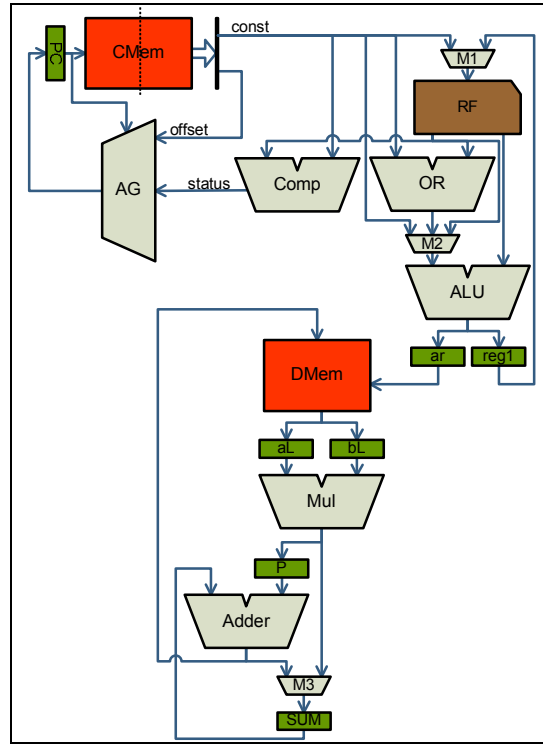 const
PC
CMem
M1
RF
offset
AG
status
Comp
OR
M2
ALU
ar
reg1
DMem
aL
bL
Mul
P
Adder
M3
SUM